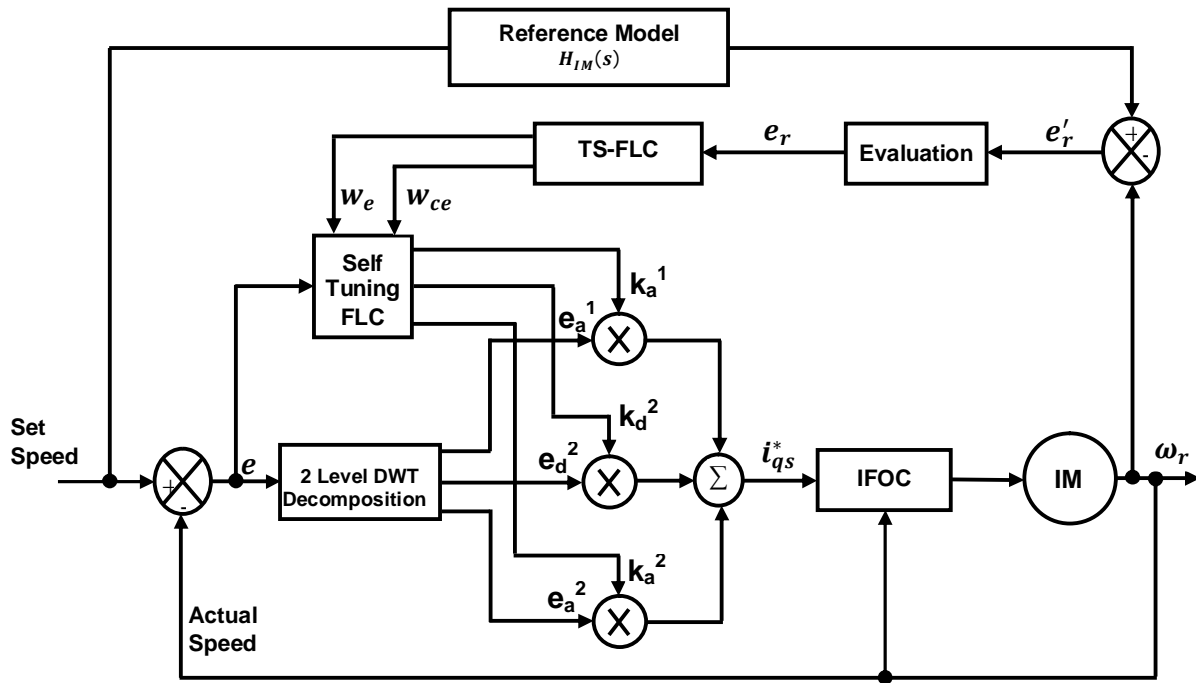 Reference Model
H_IM(s)
+
-
TS-FLC
e_r
Evaluation
e'_r
w_e
w_ce
Self
Tuning
FLC
k_a^1
e_a^1
Set
Speed
+
-
e
2 Level DWT
Decomposition
k_d^2
e_d^2
Σ
i*_qs
IFOC
IM
ω_r
k_a^2
e_a^2
Actual
Speed